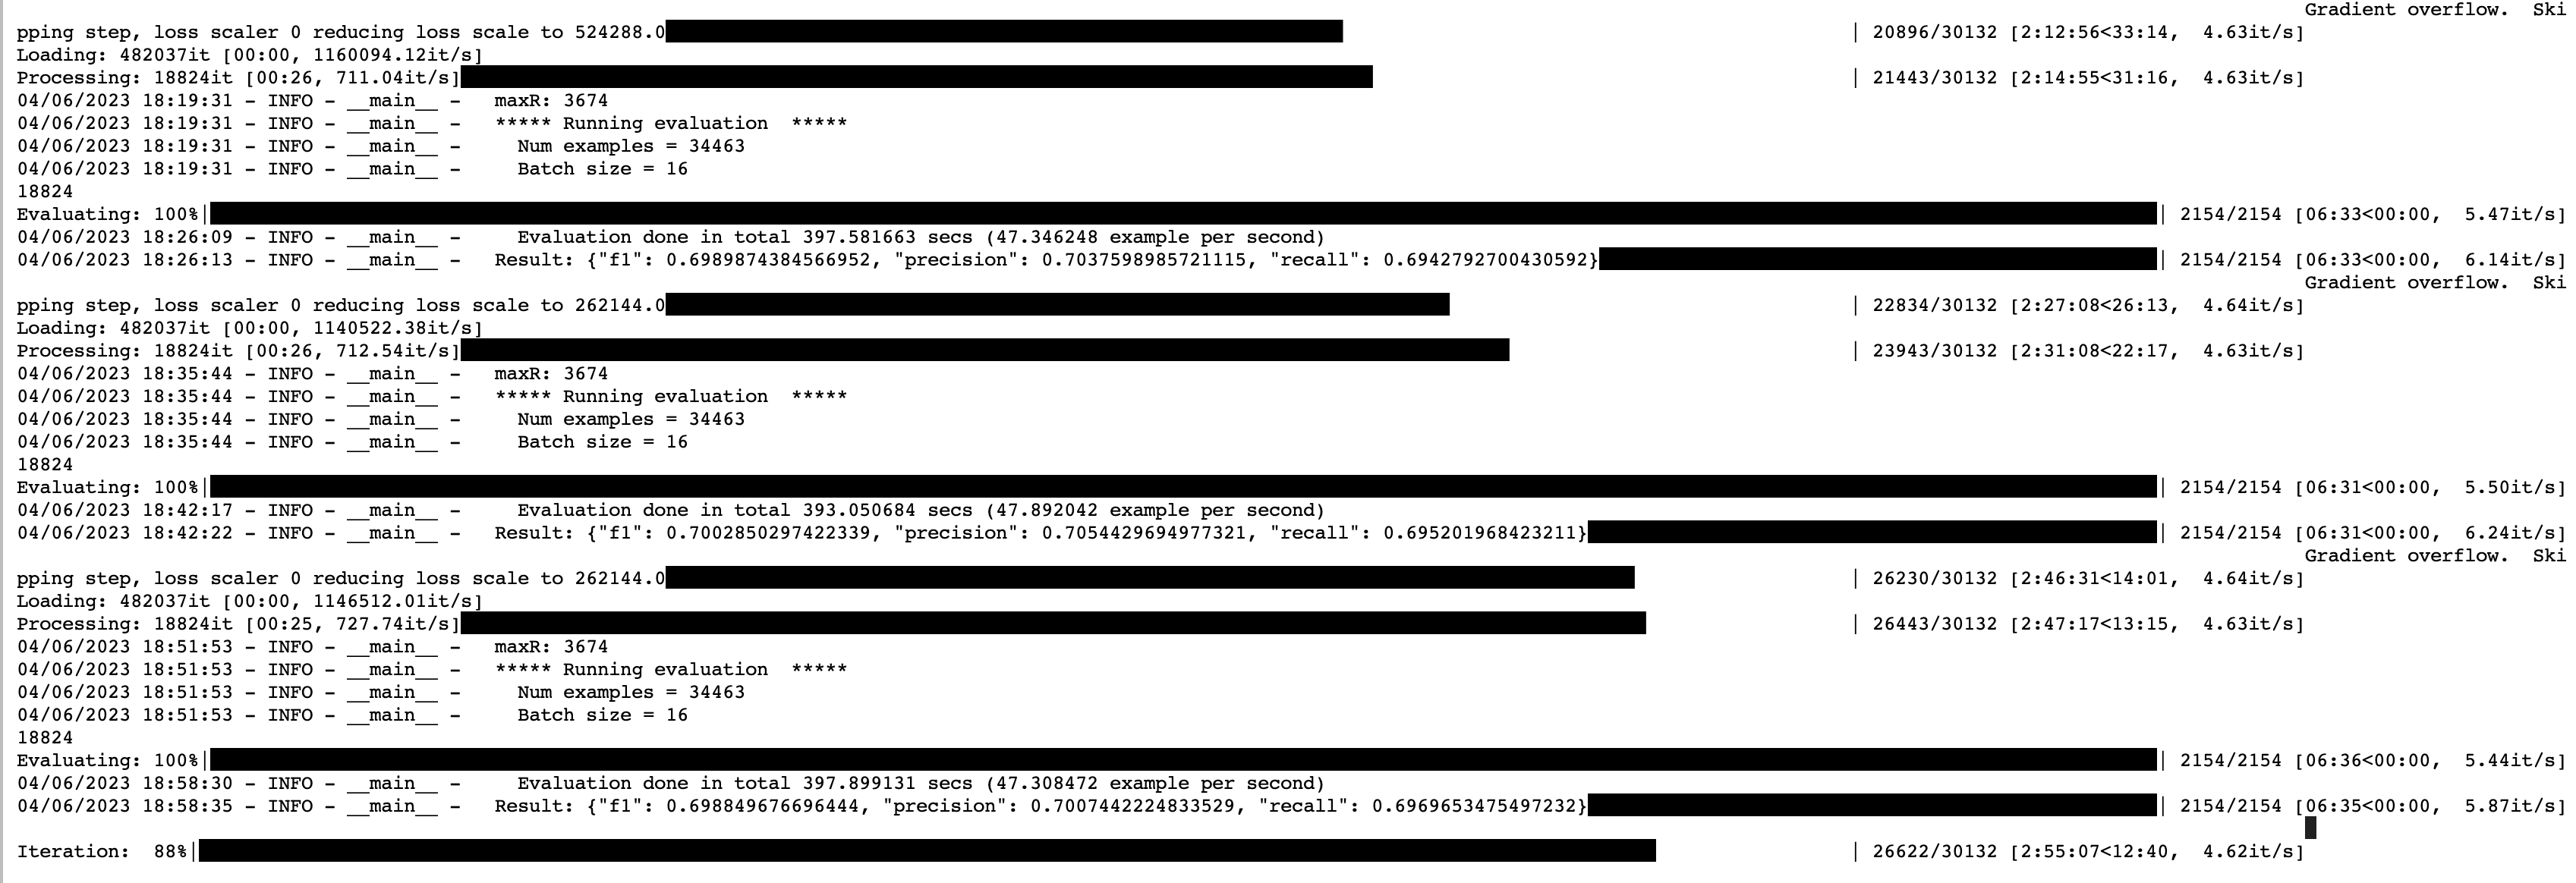 Gradient overflow.  Ski
pping step, loss scaler 0 reducing loss scale to 524288.0 | 20896/30132 [2:12:56<33:14,  4.63it/s]
Loading: 482037it [00:00, 1160094.12it/s]
Processing: 18824it [00:26, 711.04it/s] | 21443/30132 [2:14:55<31:16,  4.63it/s]
04/06/2023 18:19:31 - INFO - __main__ -   maxR: 3674
04/06/2023 18:19:31 - INFO - __main__ -   ***** Running evaluation  *****
04/06/2023 18:19:31 - INFO - __main__ -     Num examples = 34463
04/06/2023 18:19:31 - INFO - __main__ -     Batch size = 16
18824
Evaluating: 100%| | 2154/2154 [06:33<00:00,  5.47it/s]
04/06/2023 18:26:09 - INFO - __main__ -     Evaluation done in total 397.581663 secs (47.346248 example per second)
04/06/2023 18:26:13 - INFO - __main__ -   Result: {"f1": 0.6989874384566952, "precision": 0.7037598985721115, "recall": 0.6942792700430592} | 2154/2154 [06:33<00:00,  6.14it/s]
Gradient overflow.  Ski
pping step, loss scaler 0 reducing loss scale to 262144.0 | 22834/30132 [2:27:08<26:13,  4.64it/s]
Loading: 482037it [00:00, 1140522.38it/s]
Processing: 18824it [00:26, 712.54it/s] | 23943/30132 [2:31:08<22:17,  4.63it/s]
04/06/2023 18:35:44 - INFO - __main__ -   maxR: 3674
04/06/2023 18:35:44 - INFO - __main__ -   ***** Running evaluation  *****
04/06/2023 18:35:44 - INFO - __main__ -     Num examples = 34463
04/06/2023 18:35:44 - INFO - __main__ -     Batch size = 16
18824
Evaluating: 100%| | 2154/2154 [06:31<00:00,  5.50it/s]
04/06/2023 18:42:17 - INFO - __main__ -     Evaluation done in total 393.050684 secs (47.892042 example per second)
04/06/2023 18:42:22 - INFO - __main__ -   Result: {"f1": 0.7002850297422339, "precision": 0.7054429694977321, "recall": 0.695201968423211} | 2154/2154 [06:31<00:00,  6.24it/s]
Gradient overflow.  Ski
pping step, loss scaler 0 reducing loss scale to 262144.0 | 26230/30132 [2:46:31<14:01,  4.64it/s]
Loading: 482037it [00:00, 1146512.01it/s]
Processing: 18824it [00:25, 727.74it/s] | 26443/30132 [2:47:17<13:15,  4.63it/s]
04/06/2023 18:51:53 - INFO - __main__ -   maxR: 3674
04/06/2023 18:51:53 - INFO - __main__ -   ***** Running evaluation  *****
04/06/2023 18:51:53 - INFO - __main__ -     Num examples = 34463
04/06/2023 18:51:53 - INFO - __main__ -     Batch size = 16
18824
Evaluating: 100%| | 2154/2154 [06:36<00:00,  5.44it/s]
04/06/2023 18:58:30 - INFO - __main__ -     Evaluation done in total 397.899131 secs (47.308472 example per second)
04/06/2023 18:58:35 - INFO - __main__ -   Result: {"f1": 0.698849676696444, "precision": 0.7007442224833529, "recall": 0.6969653475497232} | 2154/2154 [06:35<00:00,  5.87it/s]
Iteration:  88%| | 26622/30132 [2:55:07<12:40,  4.62it/s]